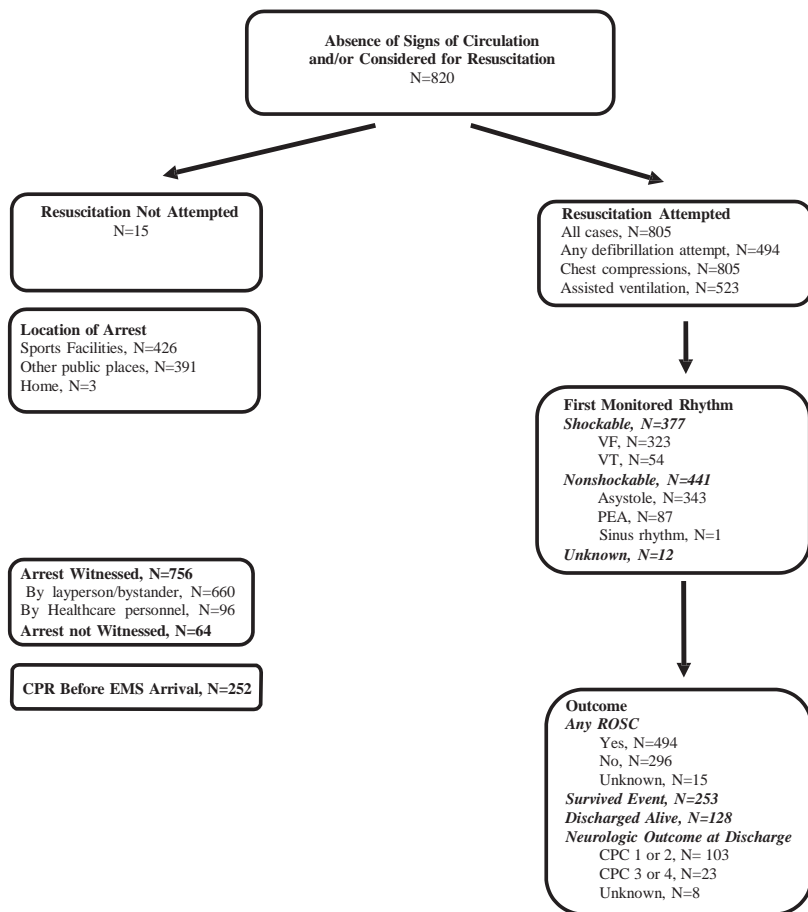 Absence of Signs of Circulation
and/or Considered for Resuscitation
N=820
Resuscitation Not Attempted
N=15
Resuscitation Attempted
All cases, N=805
Any defibrillation attempt, N=494
Chest compressions, N=805
Assisted ventilation, N=523
Location of Arrest
Sports Facilities, N=426
Other public places, N=391
Home, N=3
First Monitored Rhythm
Shockable, N=377
VF, N=323
VT, N=54
Nonshockable, N=441
Asystole, N=343
PEA, N=87
Sinus rhythm, N=1
Unknown, N=12
Arrest Witnessed, N=756
By layperson/bystander, N=660
By Healthcare personnel, N=96
Arrest not Witnessed, N=64
CPR Before EMS Arrival, N=252
Outcome
Any ROSC
Yes, N=494
No, N=296
Unknown, N=15
Survived Event, N=253
Discharged Alive, N=128
Neurologic Outcome at Discharge
CPC 1 or 2, N= 103
CPC 3 or 4, N=23
Unknown, N=8